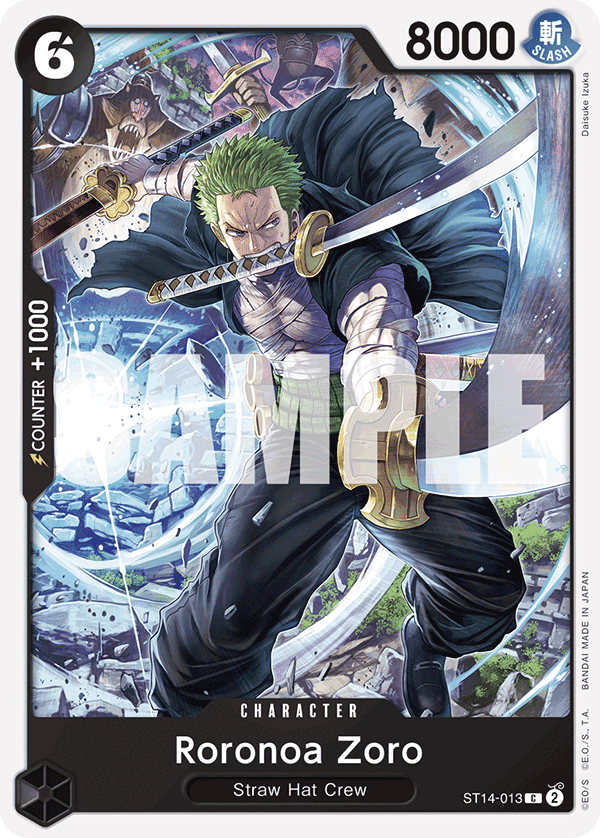 6
8000
斬
SLASH
Daisuke Izuka
COUNTER +1000
SAMPLE
CHARACTER
Roronoa Zoro
Straw Hat Crew
ST14-013 C 2
©EO/S ©E.O./S., T.A. BANDAI MADE IN JAPAN